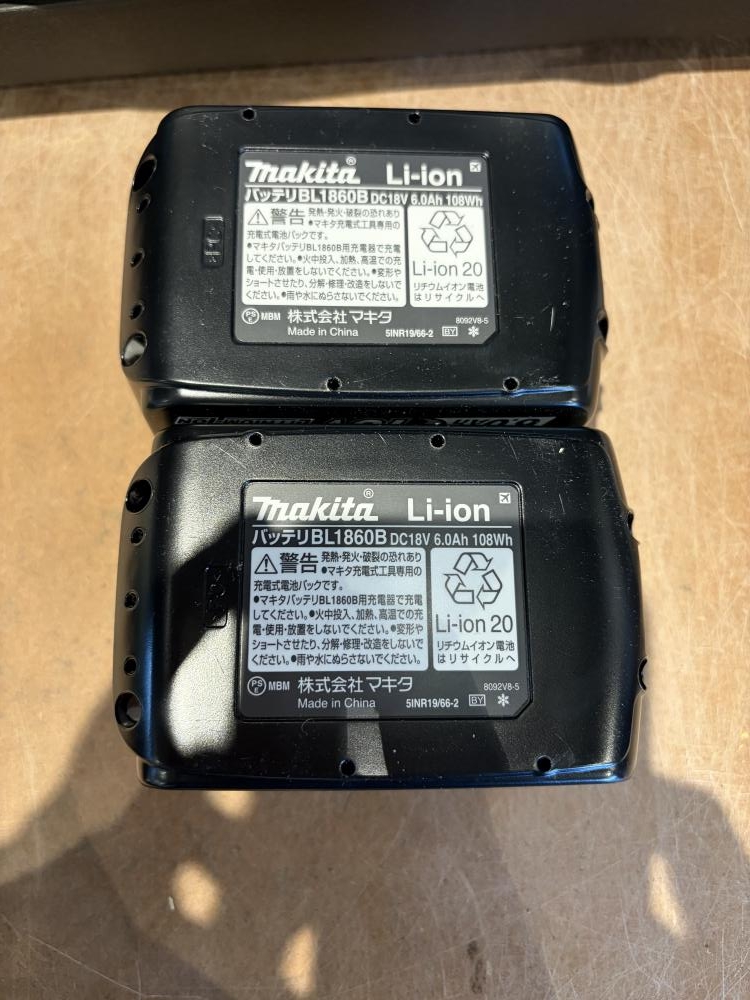 makita® Li-ion
バッテリBL1860B DC18V 6.0Ah 108Wh
警告 発熱・発火・破裂の恐れあり
●マキタ充電式工具専用の
充電式電池パックです。
●マキタバッテリBL1860B用充電器で充電
してください。●火中投入、加熱、高温での充
電・使用・放置をしないでください。●変形や
ショートさせたり、分解・修理・改造をしないで
ください。●雨や水にぬらさないでください。
Li-ion 20
リチウムイオン電池
はリサイクルへ
PSE MBM 株式会社マキタ
8092V8-5
Made in China
5INR19/66-2 BY
makita® Li-ion
バッテリBL1860B DC18V 6.0Ah 108Wh
警告 発熱・発火・破裂の恐れあり
●マキタ充電式工具専用の
充電式電池パックです。
●マキタバッテリBL1860B用充電器で充電
してください。●火中投入、加熱、高温での充
電・使用・放置をしないでください。●変形や
ショートさせたり、分解・修理・改造をしないで
ください。●雨や水にぬらさないでください。
Li-ion 20
リチウムイオン電池
はリサイクルへ
PSE MBM 株式会社マキタ
8092V8-5
Made in China
5INR19/66-2 BY